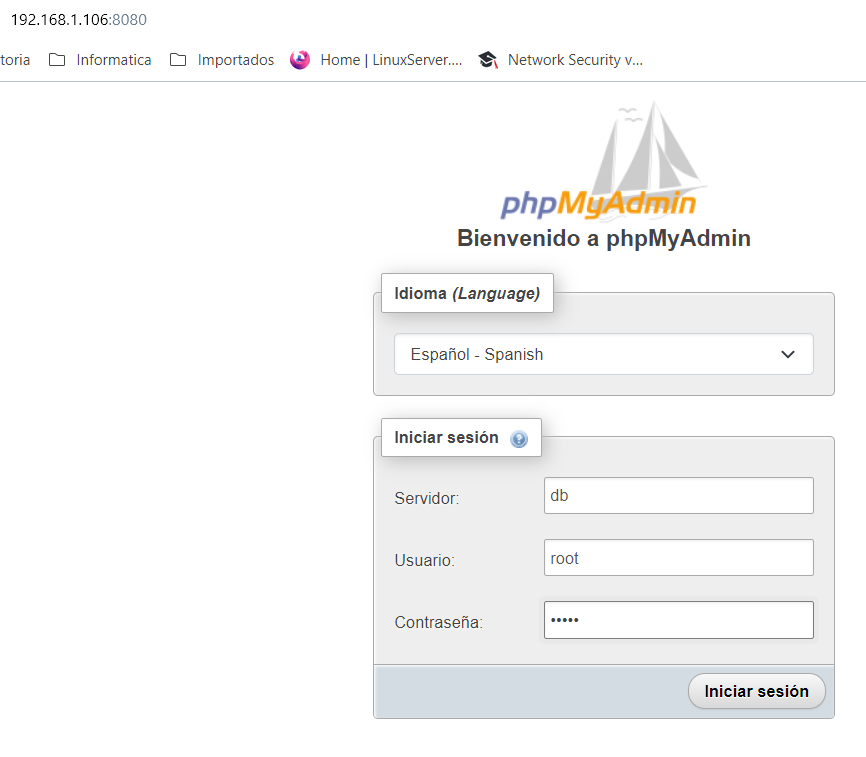 192.168.1.106:8080
toria Informatica Importados Home | LinuxServer.... Network Security v...
phpMyAdmin
Bienvenido a phpMyAdmin
Idioma (Language)
Español - Spanish
Iniciar sesión
Servidor: db
Usuario: root
Contraseña: •••••
Iniciar sesión